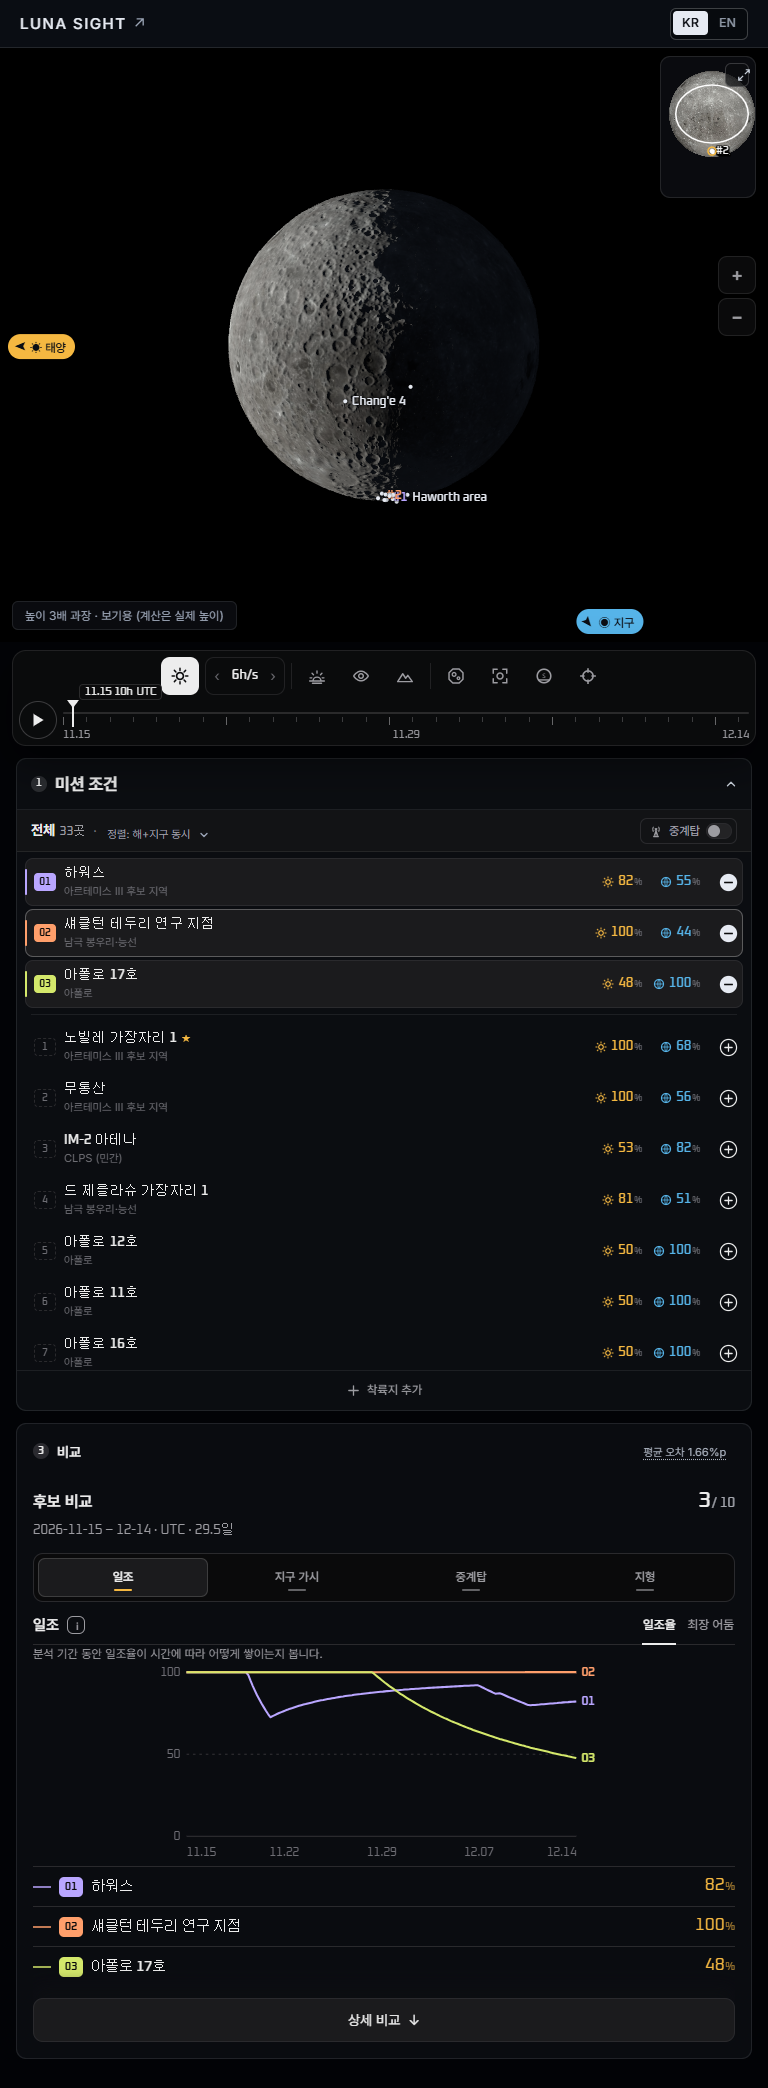 LUNA SIGHT ↗
KR EN
#2
+
−
태양
Chang'e 4
Haworth area
높이 3배 과장 · 보기용 (계산은 실제 높이)
지구
6h/s
11.15 10h UTC
11.15 11.29 12.14
1 미션 조건
전체 33곳 · 정렬: 해+지구 동시
중계탑
01 하워스 82% 55%
아르테미스 III 후보 지역
02 섀클턴 테두리 연구 지점 100% 44%
남극 봉우리·능선
03 아폴로 17호 48% 100%
아폴로
1 노빌레 가장자리 1 ★ 100% 68%
아르테미스 III 후보 지역
2 무통산 100% 56%
아르테미스 III 후보 지역
3 IM-2 아테나 53% 82%
CLPS (민간)
4 드 제를라슈 가장자리 1 81% 51%
남극 봉우리·능선
5 아폴로 12호 50% 100%
아폴로
6 아폴로 11호 50% 100%
아폴로
7 아폴로 16호 50% 100%
아폴로
+ 착륙지 추가
3 비교 평균 오차 1.66%p
후보 비교 3/ 10
2026-11-15 – 12-14 · UTC · 29.5일
일조 지구 가시 중계탑 지형
일조 i 일조율 최장 어둠
분석 기간 동안 일조율이 시간에 따라 어떻게 쌓이는지 봅니다.
100 02
01
50 03
0
11.15 11.22 11.29 12.07 12.14
01 하워스 82%
02 섀클턴 테두리 연구 지점 100%
03 아폴로 17호 48%
상세 비교 ↓